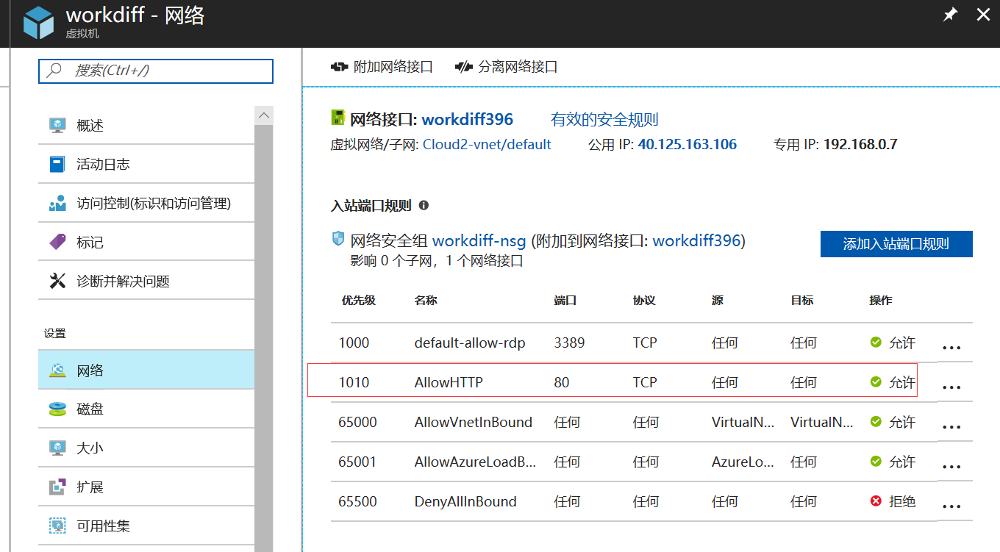 workdiff - 网络
虚拟机
搜索(Ctrl+/)
概述
活动日志
访问控制(标识和访问管理)
标记
诊断并解决问题
设置
网络
磁盘
大小
扩展
可用性集
附加网络接口 分离网络接口
网络接口: workdiff396 有效的安全规则
虚拟网络/子网: Cloud2-vnet/default 公用 IP: 40.125.163.106 专用 IP: 192.168.0.7
入站端口规则
网络安全组 workdiff-nsg (附加到网络接口: workdiff396)
影响 0 个子网，1 个网络接口
添加入站端口规则
优先级 名称 端口 协议 源 目标 操作
1000 default-allow-rdp 3389 TCP 任何 任何 允许 ...
1010 AllowHTTP 80 TCP 任何 任何 允许 ...
65000 AllowVnetInBound 任何 任何 VirtualN... VirtualN... 允许 ...
65001 AllowAzureLoadB... 任何 任何 AzureLo... 任何 允许 ...
65500 DenyAllInBound 任何 任何 任何 任何 拒绝 ...